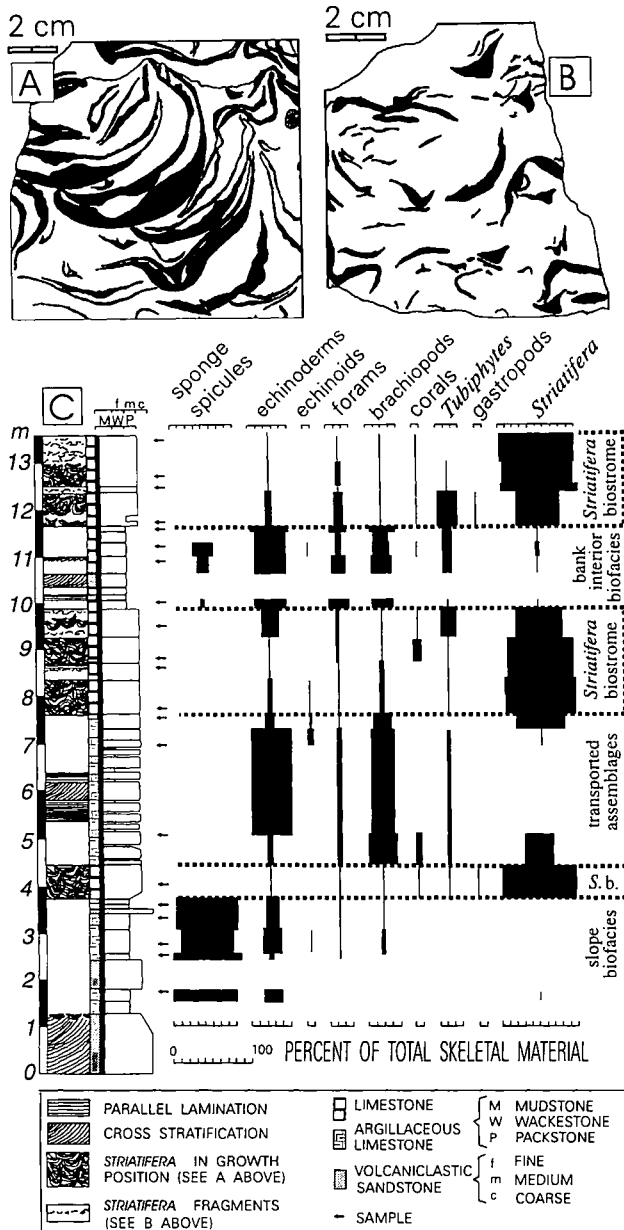 2 cm
A
2 cm
B
C
f m c
MWP
sponge spicules
echinoderms
echinoids
forams
brachiopods
corals
Tubiphytes
gastropods
Striatifera
m
13
12
11
10
9
8
7
6
5
4
3
2
1
0
Striatifera biostrome
bank interior biofacies
Striatifera biostrome
transported assemblages
S. b.
slope biofacies
0 100 PERCENT OF TOTAL SKELETAL MATERIAL
PARALLEL LAMINATION
CROSS STRATIFICATION
STRIATIFERA IN GROWTH
POSITION (SEE A ABOVE)
STRIATIFERA FRAGMENTS
(SEE B ABOVE)
LIMESTONE
ARGILLACEOUS
LIMESTONE
VOLCANICLASTIC
SANDSTONE
SAMPLE
M MUDSTONE
W WACKESTONE
P PACKSTONE
f FINE
m MEDIUM
c COARSE